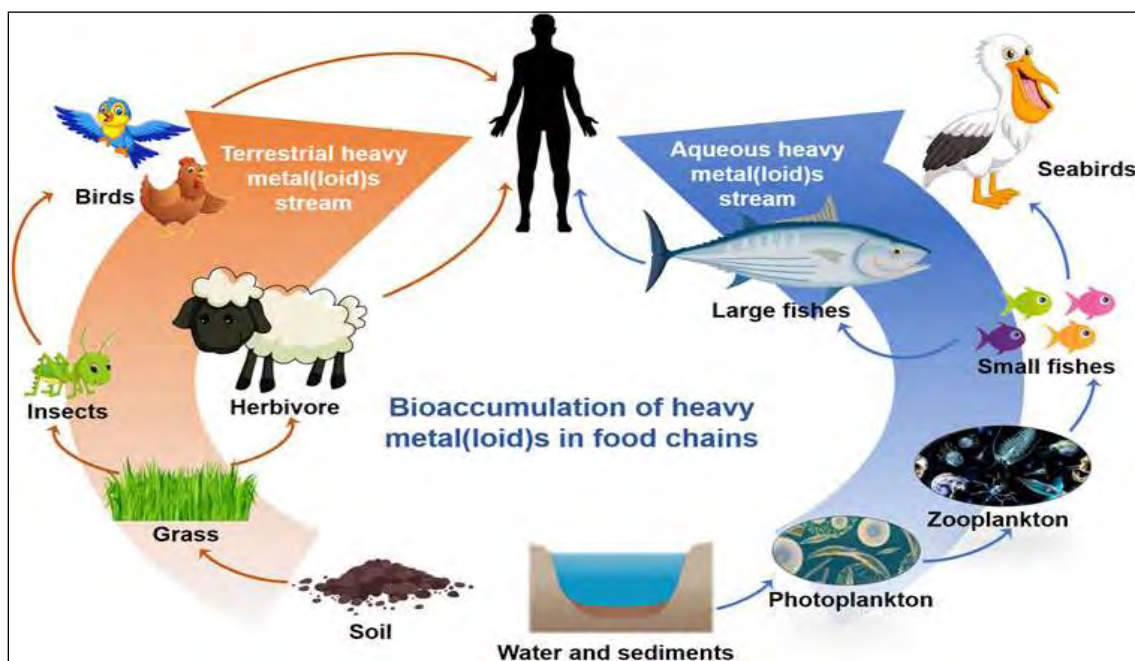 Terrestrial heavy
metal(loid)s
stream
Aqueous heavy
metal(loid)s
stream
Birds
Seabirds
Insects
Herbivore
Large fishes
Small fishes
Bioaccumulation of heavy
metal(loid)s in food chains
Grass
Zooplankton
Photoplankton
Soil
Water and sediments